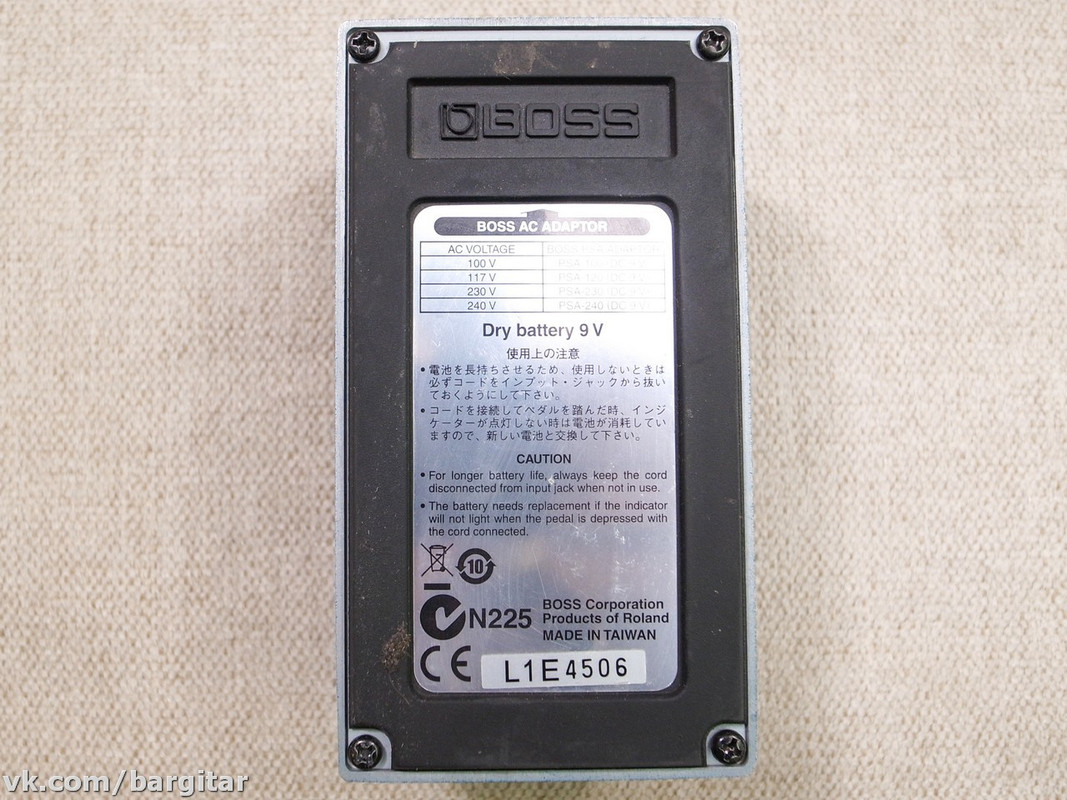 BOSS
BOSS AC ADAPTOR
AC VOLTAGE
100 V
117 V
230 V
240 V PSA-240 (DC 9 V)
Dry battery 9 V
使用上の注意
• 電池を長持ちさせるため、使用しないときは
必ずコードをインプット・ジャックから抜い
ておくようにして下さい。
• コードを接続してペダルを踏んだ時、インジ
ケーターが点灯しない時は電池が消耗してい
ますので、新しい電池と交換して下さい。
CAUTION
• For longer battery life, always keep the cord
disconnected from input jack when not in use.
• The battery needs replacement if the indicator
will not light when the pedal is depressed with
the cord connected.
10
N225
BOSS Corporation
Products of Roland
MADE IN TAIWAN
CE
L1E4506
vk.com/bargitar